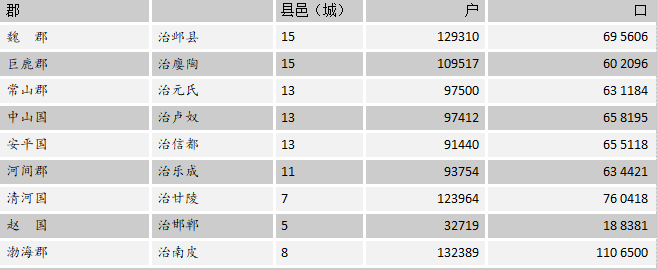 郡 县邑（城） 户 口
魏 郡 治邺县 15 129310 69 5606
巨鹿郡 治廮陶 15 109517 60 2096
常山郡 治元氏 13 97500 63 1184
中山国 治卢奴 13 97412 65 8195
安平国 治信都 13 91440 65 5118
河间郡 治乐成 11 93754 63 4421
清河国 治甘陵 7 123964 76 0418
赵 国 治邯郸 5 32719 18 8381
渤海郡 治南皮 8 132389 110 6500